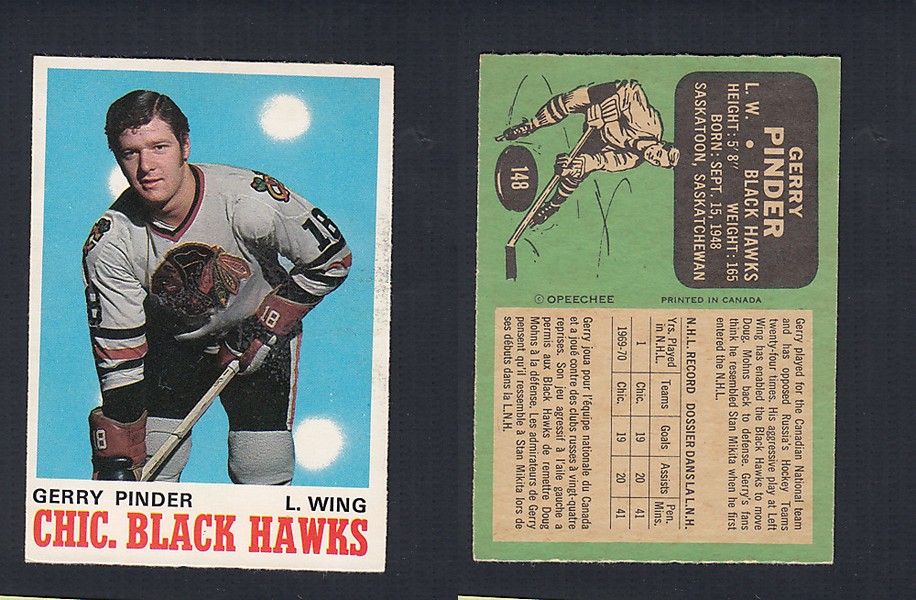 18
18
18
8
GERRY PINDER L. WING
CHIC. BLACK HAWKS
GERRY
PINDER
L. W. • BLACK HAWKS
HEIGHT: 5' 8" WEIGHT: 165
BORN: SEPT. 15, 1948
SASKATOON, SASKATCHEWAN
148
© OPEECHEE PRINTED IN CANADA
Gerry played for the Canadian National team
and has opposed Russia's Hockey Teams
twenty-four times. His aggressive play at Left
Wing has enabled the Black Hawks to move
Doug. Mohns back to defense. Gerry's fans
think he resembled Stan Mikita when he first
entered the N.H.L.
N.H.L. RECORD DOSSIER DANS LA L.N.H.
Yrs. Played Teams Goals Assists Pen.
in N.H.L. Mins.
1 Chic. 19 20 41
1969-70 Chic. 19 20 41
Gerry joua pour l'équipe nationale du Canada
et a joué contre des clubs russes à vingt-quatre
reprises. Son jeu agressif à l'aile gauche a
permis aux Black Hawks de remettre Doug
Mohns à la défense. Les admirateurs de Gerry
pensent qu'il ressemble à Stan Mikita lors de
ses débuts dans la L.N.H.